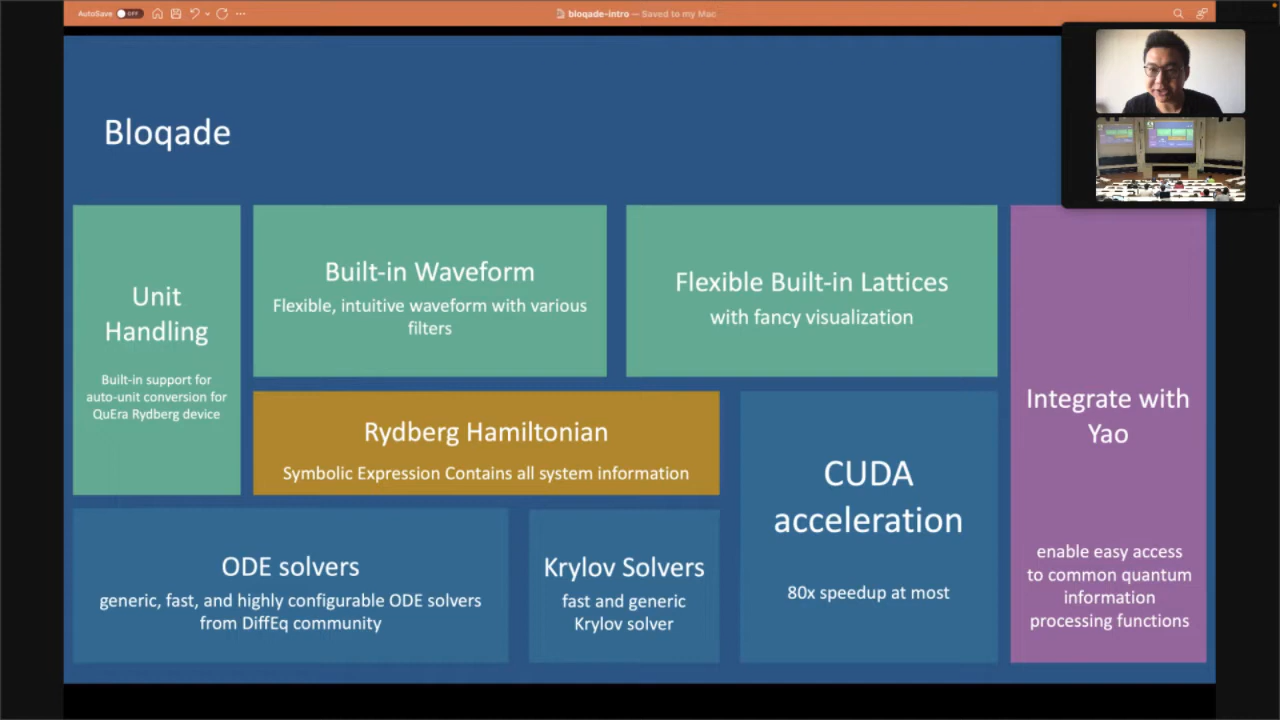 AutoSave OFF
bloqade-intro — Saved to my Mac
Bloqade
Unit
Handling
Built-in support for
auto-unit conversion for
QuEra Rydberg device
Built-in Waveform
Flexible, intuitive waveform with various
filters
Flexible Built-in Lattices
with fancy visualization
Rydberg Hamiltonian
Symbolic Expression Contains all system information
ODE solvers
generic, fast, and highly configurable ODE solvers
from DiffEq community
Krylov Solvers
fast and generic
Krylov solver
CUDA
acceleration
80x speedup at most
Integrate with
Yao
enable easy access
to common quantum
information
processing functions